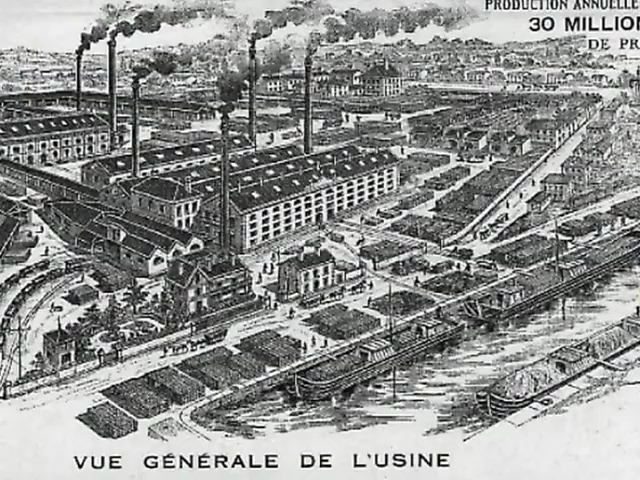 PRODUCTION ANNUELLE
30 MILLION
DE PR
VUE GÉNÉRALE DE L'USINE